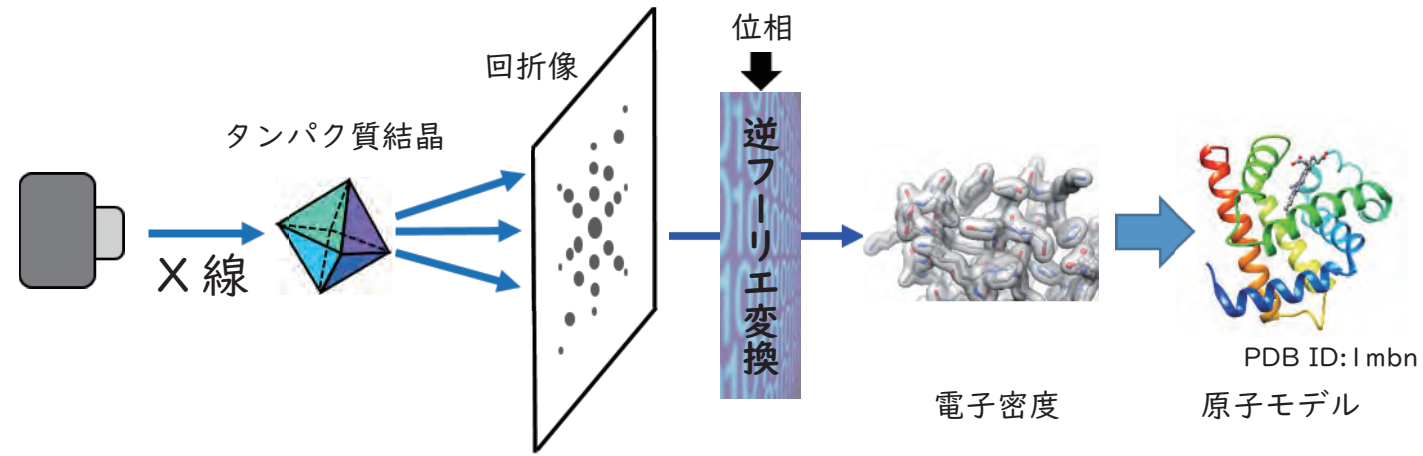 位相
回折像
タンパク質結晶
X 線
逆フーリエ変換
電子密度
PDB ID:1mbn
原子モデル